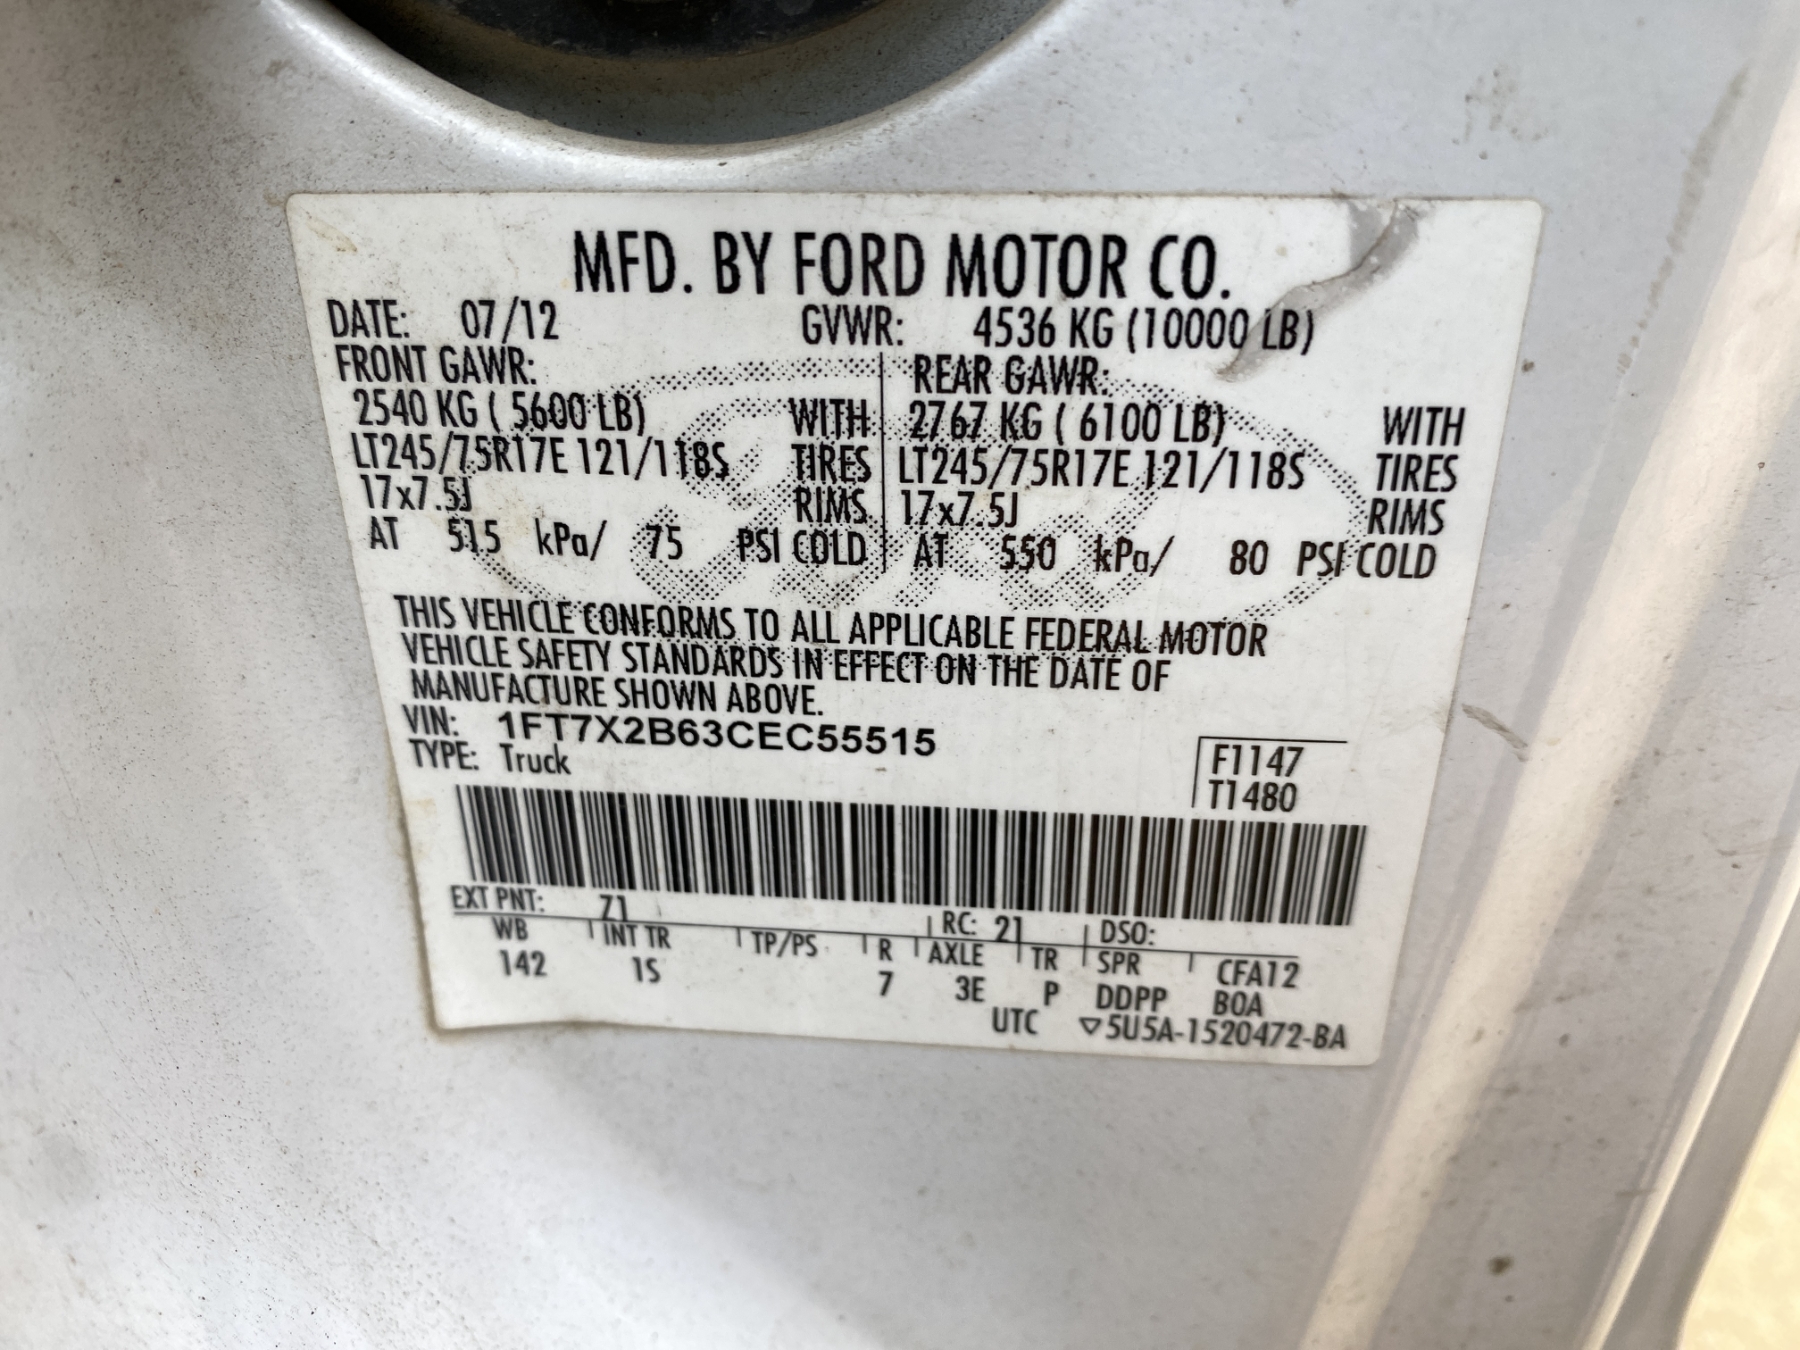 MFD. BY FORD MOTOR CO.
DATE: 07/12 GVWR: 4536 KG (10000 LB)
FRONT GAWR: REAR GAWR:
2540 KG ( 5600 LB) WITH 2767 KG ( 6100 LB) WITH
LT245/75R17E 121/118S TIRES LT245/75R17E 121/118S TIRES
17x7.5J RIMS 17x7.5J RIMS
AT 515 kPa/ 75 PSI COLD AT 550 kPa/ 80 PSI COLD
THIS VEHICLE CONFORMS TO ALL APPLICABLE FEDERAL MOTOR
VEHICLE SAFETY STANDARDS IN EFFECT ON THE DATE OF
MANUFACTURE SHOWN ABOVE.
VIN: 1FT7X2B63CEC55515
TYPE: Truck
F1147
T1480
EXT PNT: Z1 RC: 21 DSO:
WB INT TR TP/PS R AXLE TR SPR CFA12
142 1S 7 3E P DDPP BOA
UTC ▽5U5A-1520472-BA